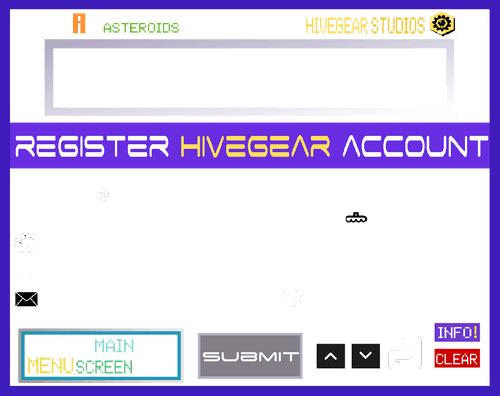 ASTEROIDS HIVEGEAR STUDIOS
REGISTER HIVEGEAR ACCOUNT
MAIN
MENU SCREEN
SUBMIT
INFO!
CLEAR